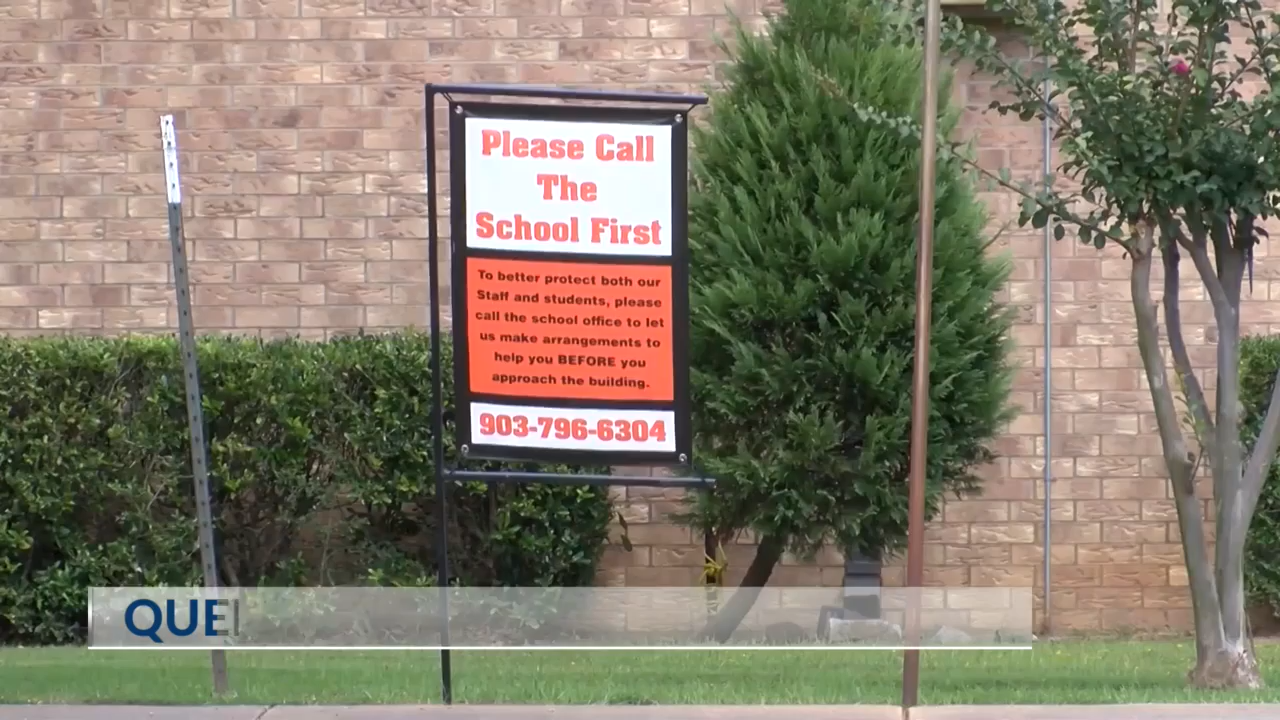 Please Call
The
School First
To better protect both our
Staff and students, please
call the school office to let
us make arrangements to
help you BEFORE you
approach the building.
903-796-6304